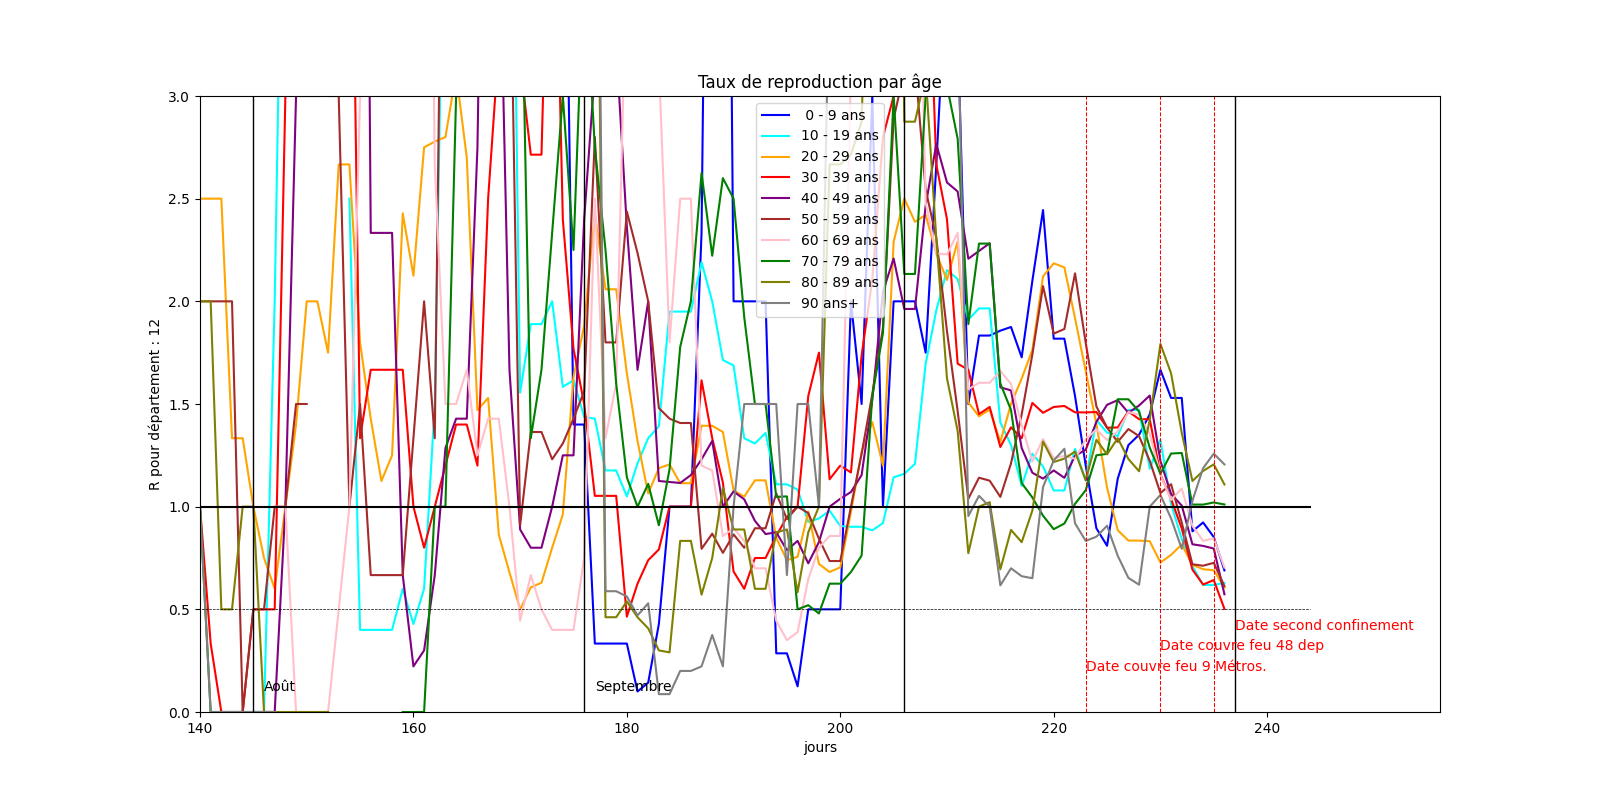 Taux de reproduction par âge
3.0
2.5
2.0
1.5
1.0
0.5
0.0
R pour département : 12
0 - 9 ans
10 - 19 ans
20 - 29 ans
30 - 39 ans
40 - 49 ans
50 - 59 ans
60 - 69 ans
70 - 79 ans
80 - 89 ans
90 ans+
Date second confinement
Date couvre feu 48 dep
Date couvre feu 9 Métros.
Août
Septembre
140
160
180
200
220
240
jours